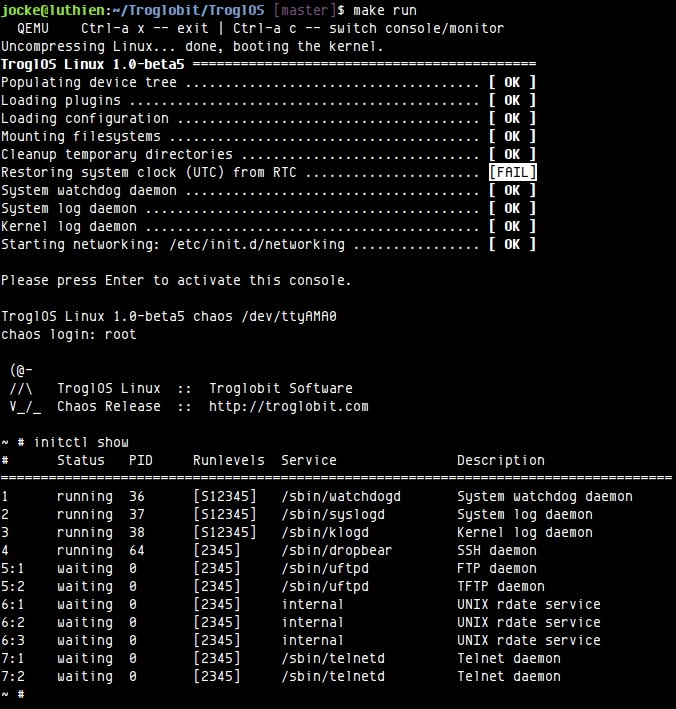 jocke@luthien:~/Troglobit/TroglOS [master]$ make run
  QEMU    Ctrl-a x -- exit | Ctrl-a c -- switch console/monitor
Uncompressing Linux... done, booting the kernel.
TroglOS Linux 1.0-beta5 ===========================================
Populating device tree ..................................... [ OK ]
Loading plugins ............................................ [ OK ]
Loading configuration ...................................... [ OK ]
Mounting filesystems ....................................... [ OK ]
Cleanup temporary directories .............................. [ OK ]
Restoring system clock (UTC) from RTC ...................... [FAIL]
System watchdog daemon ..................................... [ OK ]
System log daemon .......................................... [ OK ]
Kernel log daemon .......................................... [ OK ]
Starting networking: /etc/init.d/networking ................ [ OK ]
Please press Enter to activate this console.
TroglOS Linux 1.0-beta5 chaos /dev/ttyAMA0
chaos login: root
 (@-
 //\   TroglOS Linux  ::  Troglobit Software
 V_/_  Chaos Release  ::  http://troglobit.com
~ # initctl show
#      Status   PID     Runlevels  Service               Description
====================================================================================
1      running  36      [S12345]   /sbin/watchdogd       System watchdog daemon
2      running  37      [S12345]   /sbin/syslogd         System log daemon
3      running  38      [S12345]   /sbin/klogd           Kernel log daemon
4      running  64      [2345]     /sbin/dropbear        SSH daemon
5:1    waiting  0       [2345]     /sbin/uftpd           FTP daemon
5:2    waiting  0       [2345]     /sbin/uftpd           TFTP daemon
6:1    waiting  0       [2345]     internal              UNIX rdate service
6:2    waiting  0       [2345]     internal              UNIX rdate service
6:3    waiting  0       [2345]     internal              UNIX rdate service
7:1    waiting  0       [2345]     /sbin/telnetd         Telnet daemon
7:2    waiting  0       [2345]     /sbin/telnetd         Telnet daemon
~ #